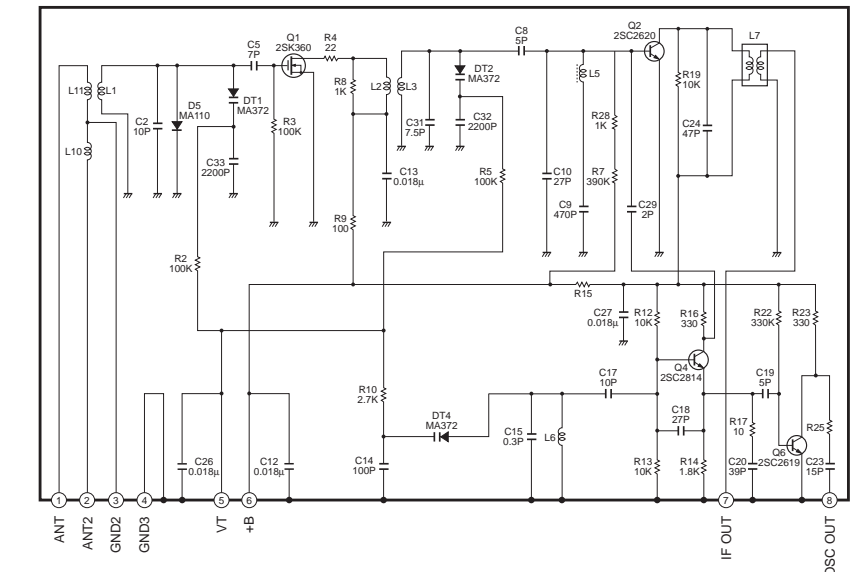 Q1
2SK360
R4
22
C5
7P
C8
5P
Q2
2SC2620
L7
L11
L1
C2
10P
D5
MA110
DT1
MA372
R3
100K
C33
2200P
R8
1K
L2
L3
C31
7.5P
DT2
MA372
C32
2200P
L5
R28
1K
R19
10K
C24
47P
C13
0.018µ
R5
100K
C10
27P
R7
390K
C9
470P
C29
2P
L10
R2
100K
R9
100
R15
C27
0.018µ
R12
10K
R16
330
R22
330K
R23
330
Q4
2SC2814
R10
2.7K
DT4
MA372
C17
10P
C19
5P
C15
0.3P
L6
C18
27P
R17
10
R25
Q6
2SC2619
C26
0.018µ
C12
0.018µ
C14
100P
R13
10K
R14
1.8K
C20
39P
C23
15P
1
2
3
4
5
6
7
8
ANT
ANT2
GND2
GND3
VT
+B
IF OUT
OSC OUT